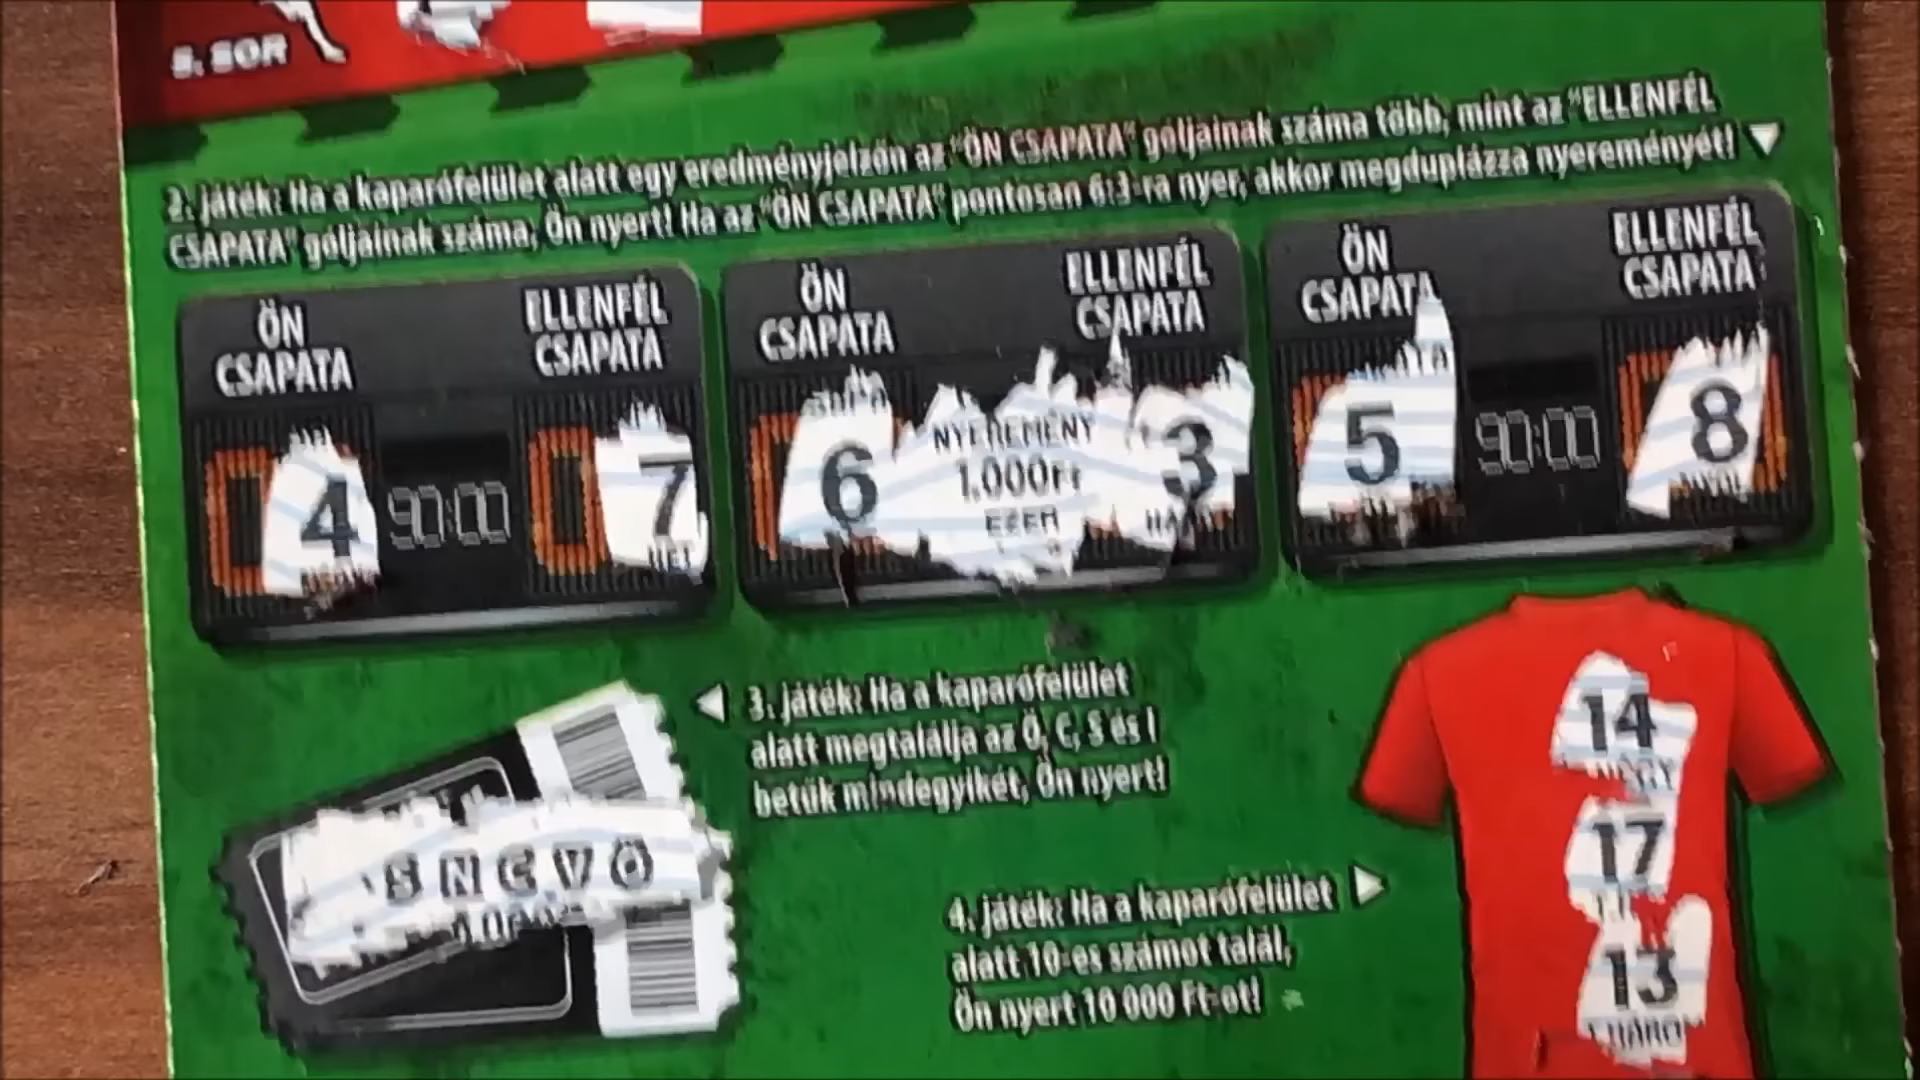 5. SOR
2. játék: Ha a kaparófelület alatt egy eredményjelzőn az "ÖN CSAPATA" góljainak száma több, mint az "ELLENFÉL
CSAPATA" góljainak száma, Ön nyert! Ha az "ÖN CSAPATA" pontosan 6:3-ra nyer, akkor megduplázza nyereményét!
ÖN
CSAPATA
ELLENFÉL
CSAPATA
4
90:00
7
HÉT
ÖN
CSAPATA
ELLENFÉL
CSAPATA
6
NYEREMÉNY
1.000Ft
EZER
3
ÖN
CSAPATA
ELLENFÉL
CSAPATA
5
90:00
8
3. játék: Ha a kaparófelület
alatt megtalálja az Ö, C, S és I
betűk mindegyikét, Ön nyert!
S N C V Ö
4. játék: Ha a kaparófelület
alatt 10-es számot talál,
Ön nyert 10 000 Ft-ot!
14
17
13